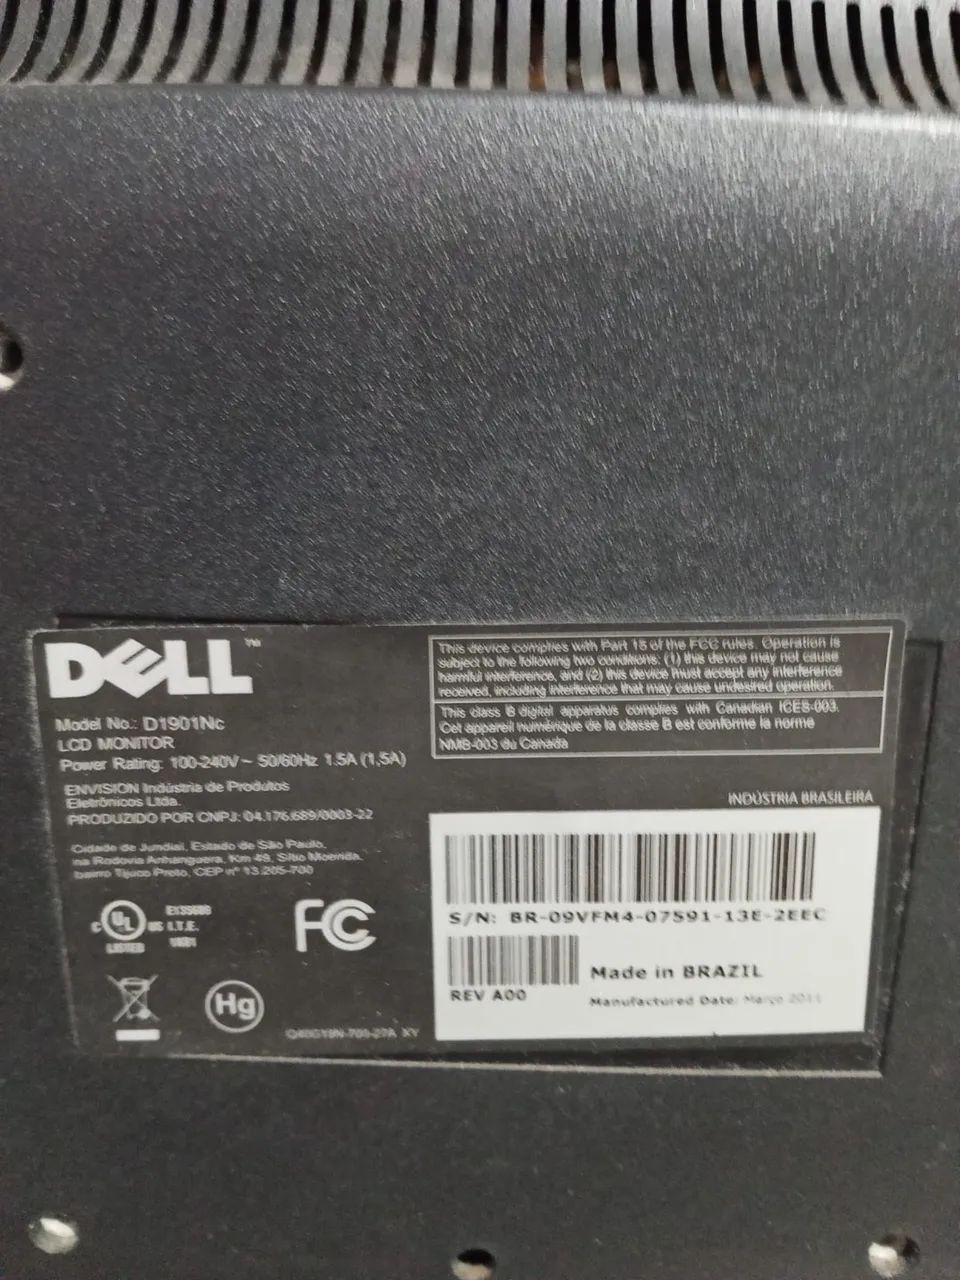 DELL™
Model No.: D1901Nc
LCD MONITOR
Power Rating: 100-240V ~ 50/60Hz 1.5A (1,5A)
ENVISION Indústria de Produtos
Eletrônicos Ltda.
PRODUZIDO POR CNPJ: 04.176.689/0003-22
Cidade de Jundiaí, Estado de São Paulo,
na Rodovia Anhanguera, Km 49, Sítio Moenda,
bairro Tijuco Preto, CEP nº 13.205-700
C UL US I.T.E.
LISTED
FC
Hg
This device complies with Part 15 of the FCC rules. Operation is
subject to the following two conditions: (1) this device may not cause
harmful interference, and (2) this device must accept any interference
received, including interference that may cause undesired operation.
This class B digital apparatus complies with Canadian ICES-003.
Cet appareil numérique de la classe B est conforme la norme
NMB-003 du Canada
INDÚSTRIA BRASILEIRA
S/N: BR-09VFM4-07591-13E-2EEC
Made in BRAZIL
REV A00
Manufactured Date: Março 2011